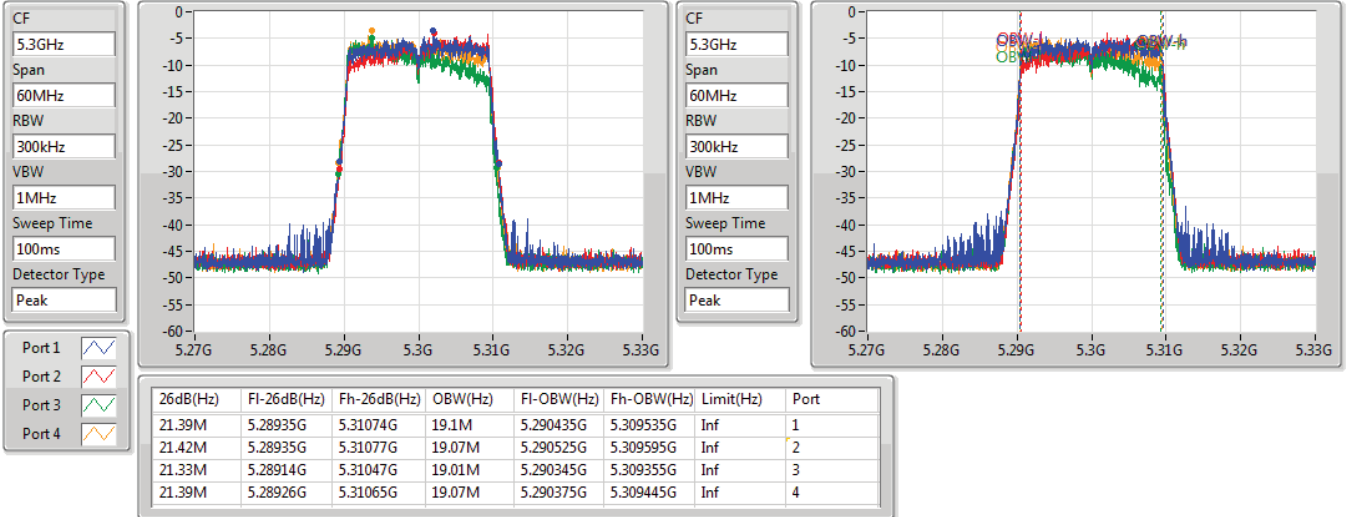 CF
5.3GHz
Span
60MHz
RBW
300kHz
VBW
1MHz
Sweep Time
100ms
Detector Type
Peak
0
-5
-10
-15
-20
-25
-30
-35
-40
-45
-50
-55
-60
5.27G 5.28G 5.29G 5.3G 5.31G 5.32G 5.33G
CF
5.3GHz
Span
60MHz
RBW
300kHz
VBW
1MHz
Sweep Time
100ms
Detector Type
Peak
0
-5
-10
-15
-20
-25
-30
-35
-40
-45
-50
-55
-60
OBW-h
5.27G 5.28G 5.29G 5.3G 5.31G 5.32G 5.33G
Port 1
Port 2
Port 3
Port 4
26dB(Hz) Fl-26dB(Hz) Fh-26dB(Hz) OBW(Hz) Fl-OBW(Hz) Fh-OBW(Hz) Limit(Hz) Port
21.39M 5.28935G 5.31074G 19.1M 5.290435G 5.309535G Inf 1
21.42M 5.28935G 5.31077G 19.07M 5.290525G 5.309595G Inf 2
21.33M 5.28914G 5.31047G 19.01M 5.290345G 5.309355G Inf 3
21.39M 5.28926G 5.31065G 19.07M 5.290375G 5.309445G Inf 4